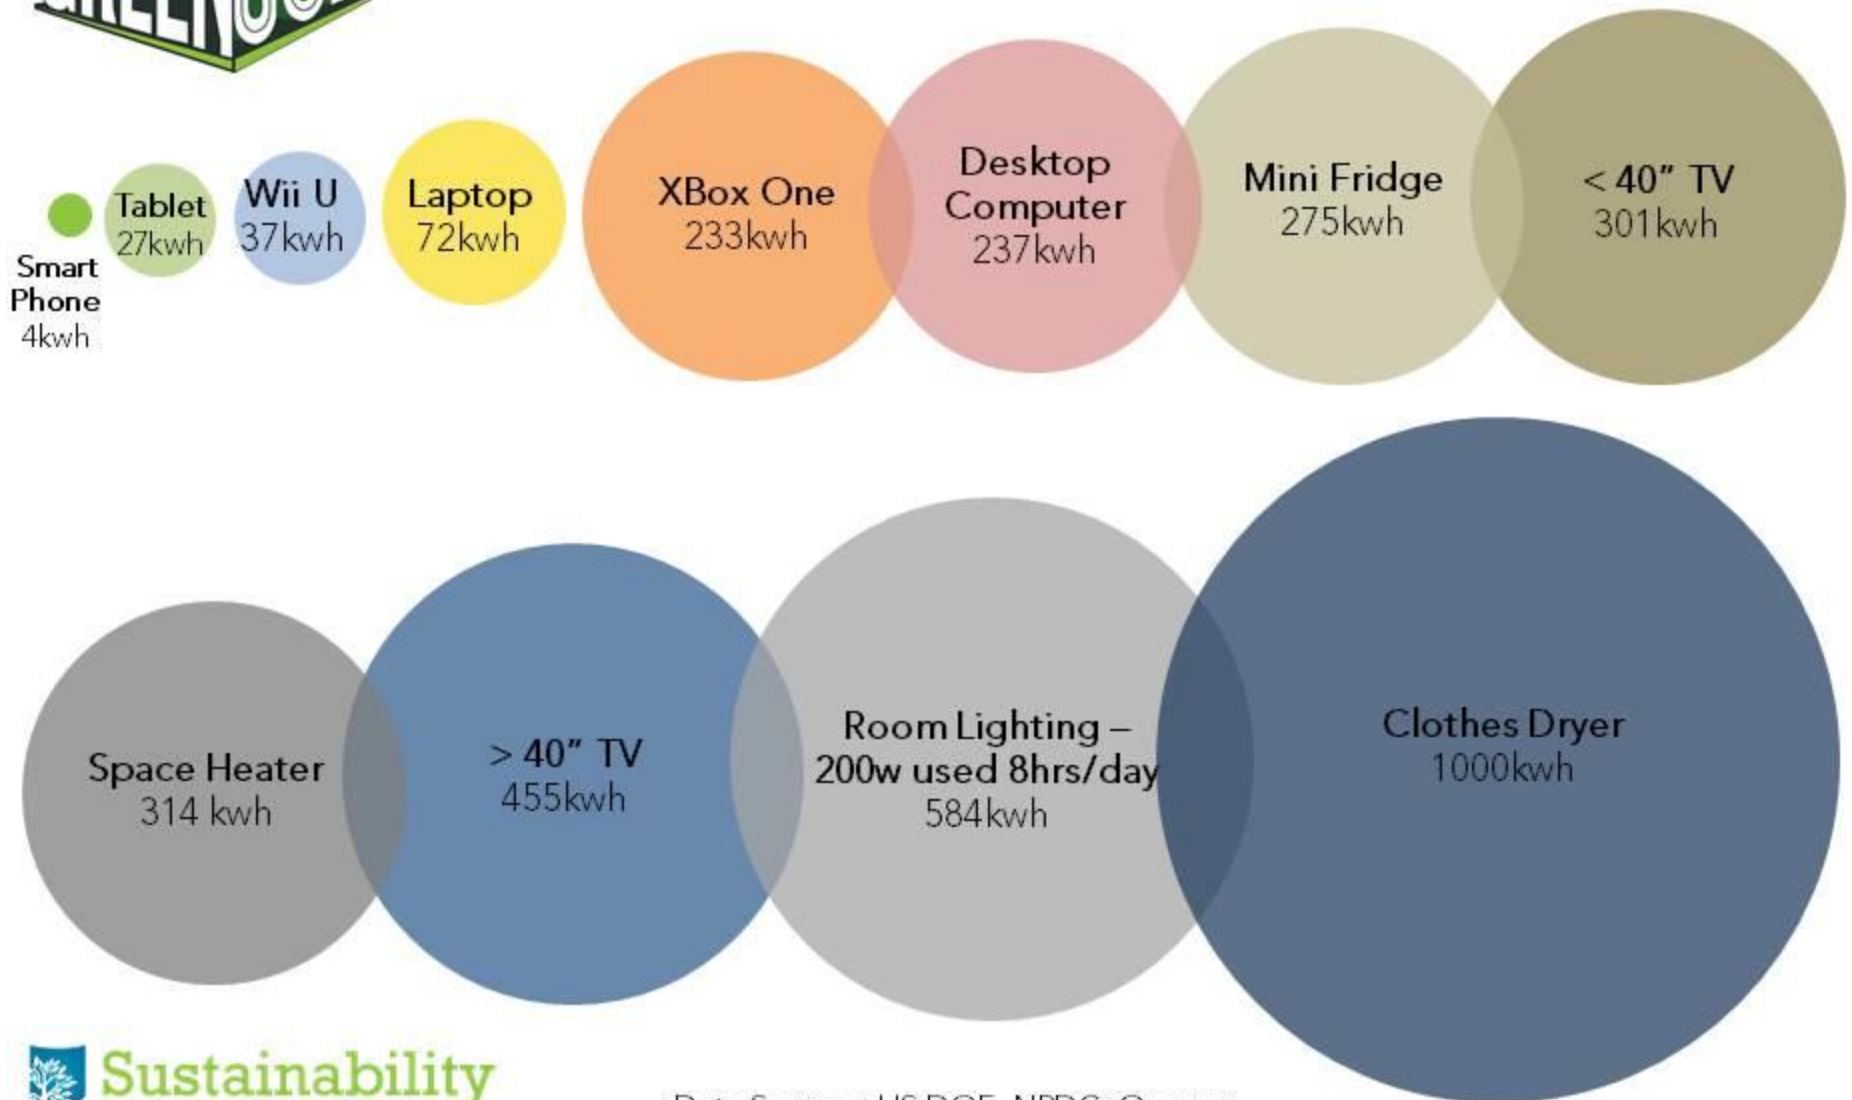 Smart
Phone
4kwh
Tablet
27kwh
Wii U
37kwh
Laptop
72kwh
XBox One
233kwh
Desktop
Computer
237kwh
Mini Fridge
275kwh
< 40” TV
301kwh
Space Heater
314 kwh
> 40” TV
455kwh
Room Lighting –
200w used 8hrs/day
584kwh
Clothes Dryer
1000kwh
Sustainability